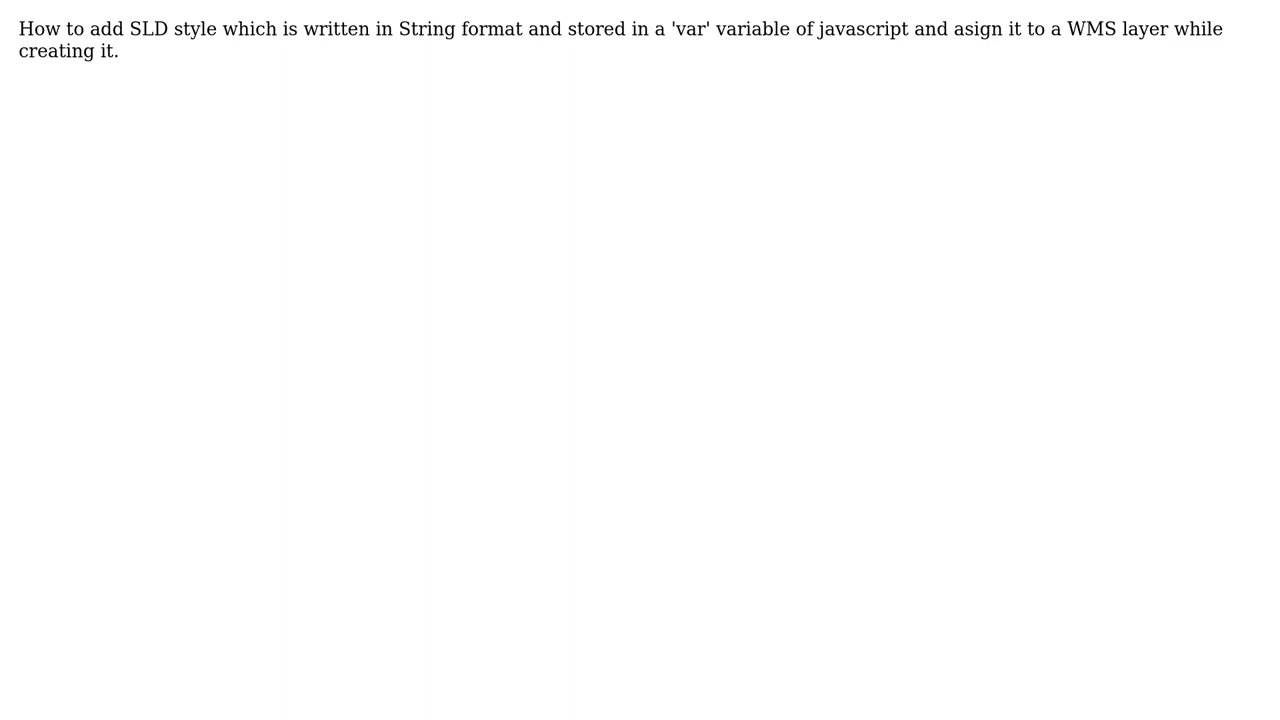 How to add SLD style which is written in String format and stored in a 'var' variable of javascript and asign it to a WMS layer while
creating it.